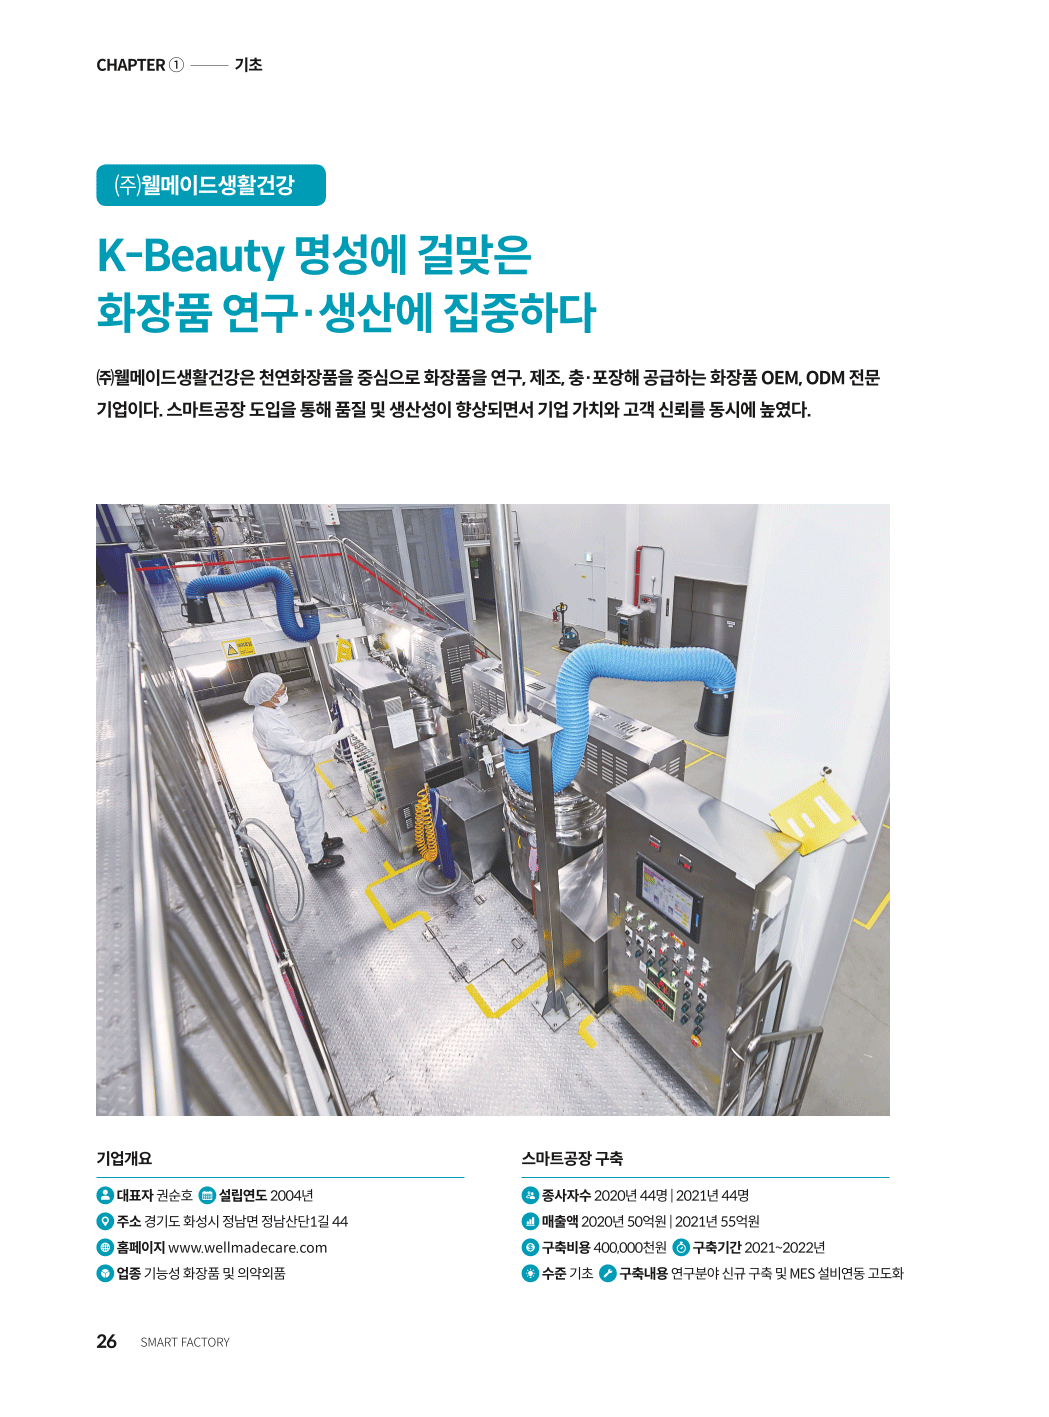 CHAPTER ① 기초
(주)웰메이드생활건강
K-Beauty 명성에 걸맞은
화장품 연구·생산에 집중하다
㈜웰메이드생활건강은 천연화장품을 중심으로 화장품을 연구, 제조, 충·포장해 공급하는 화장품 OEM, ODM 전문
기업이다. 스마트공장 도입을 통해 품질 및 생산성이 향상되면서 기업 가치와 고객 신뢰를 동시에 높였다.
기업개요
대표자 권순호 설립연도 2004년
주소 경기도 화성시 정남면 정남산단1길 44
홈페이지 www.wellmadecare.com
업종 기능성 화장품 및 의약외품
스마트공장 구축
종사자수 2020년 44명 | 2021년 44명
매출액 2020년 50억원 | 2021년 55억원
구축비용 400,000천원 구축기간 2021~2022년
수준 기초 구축내용 연구분야 신규 구축 및 MES 설비연동 고도화
26 SMART FACTORY